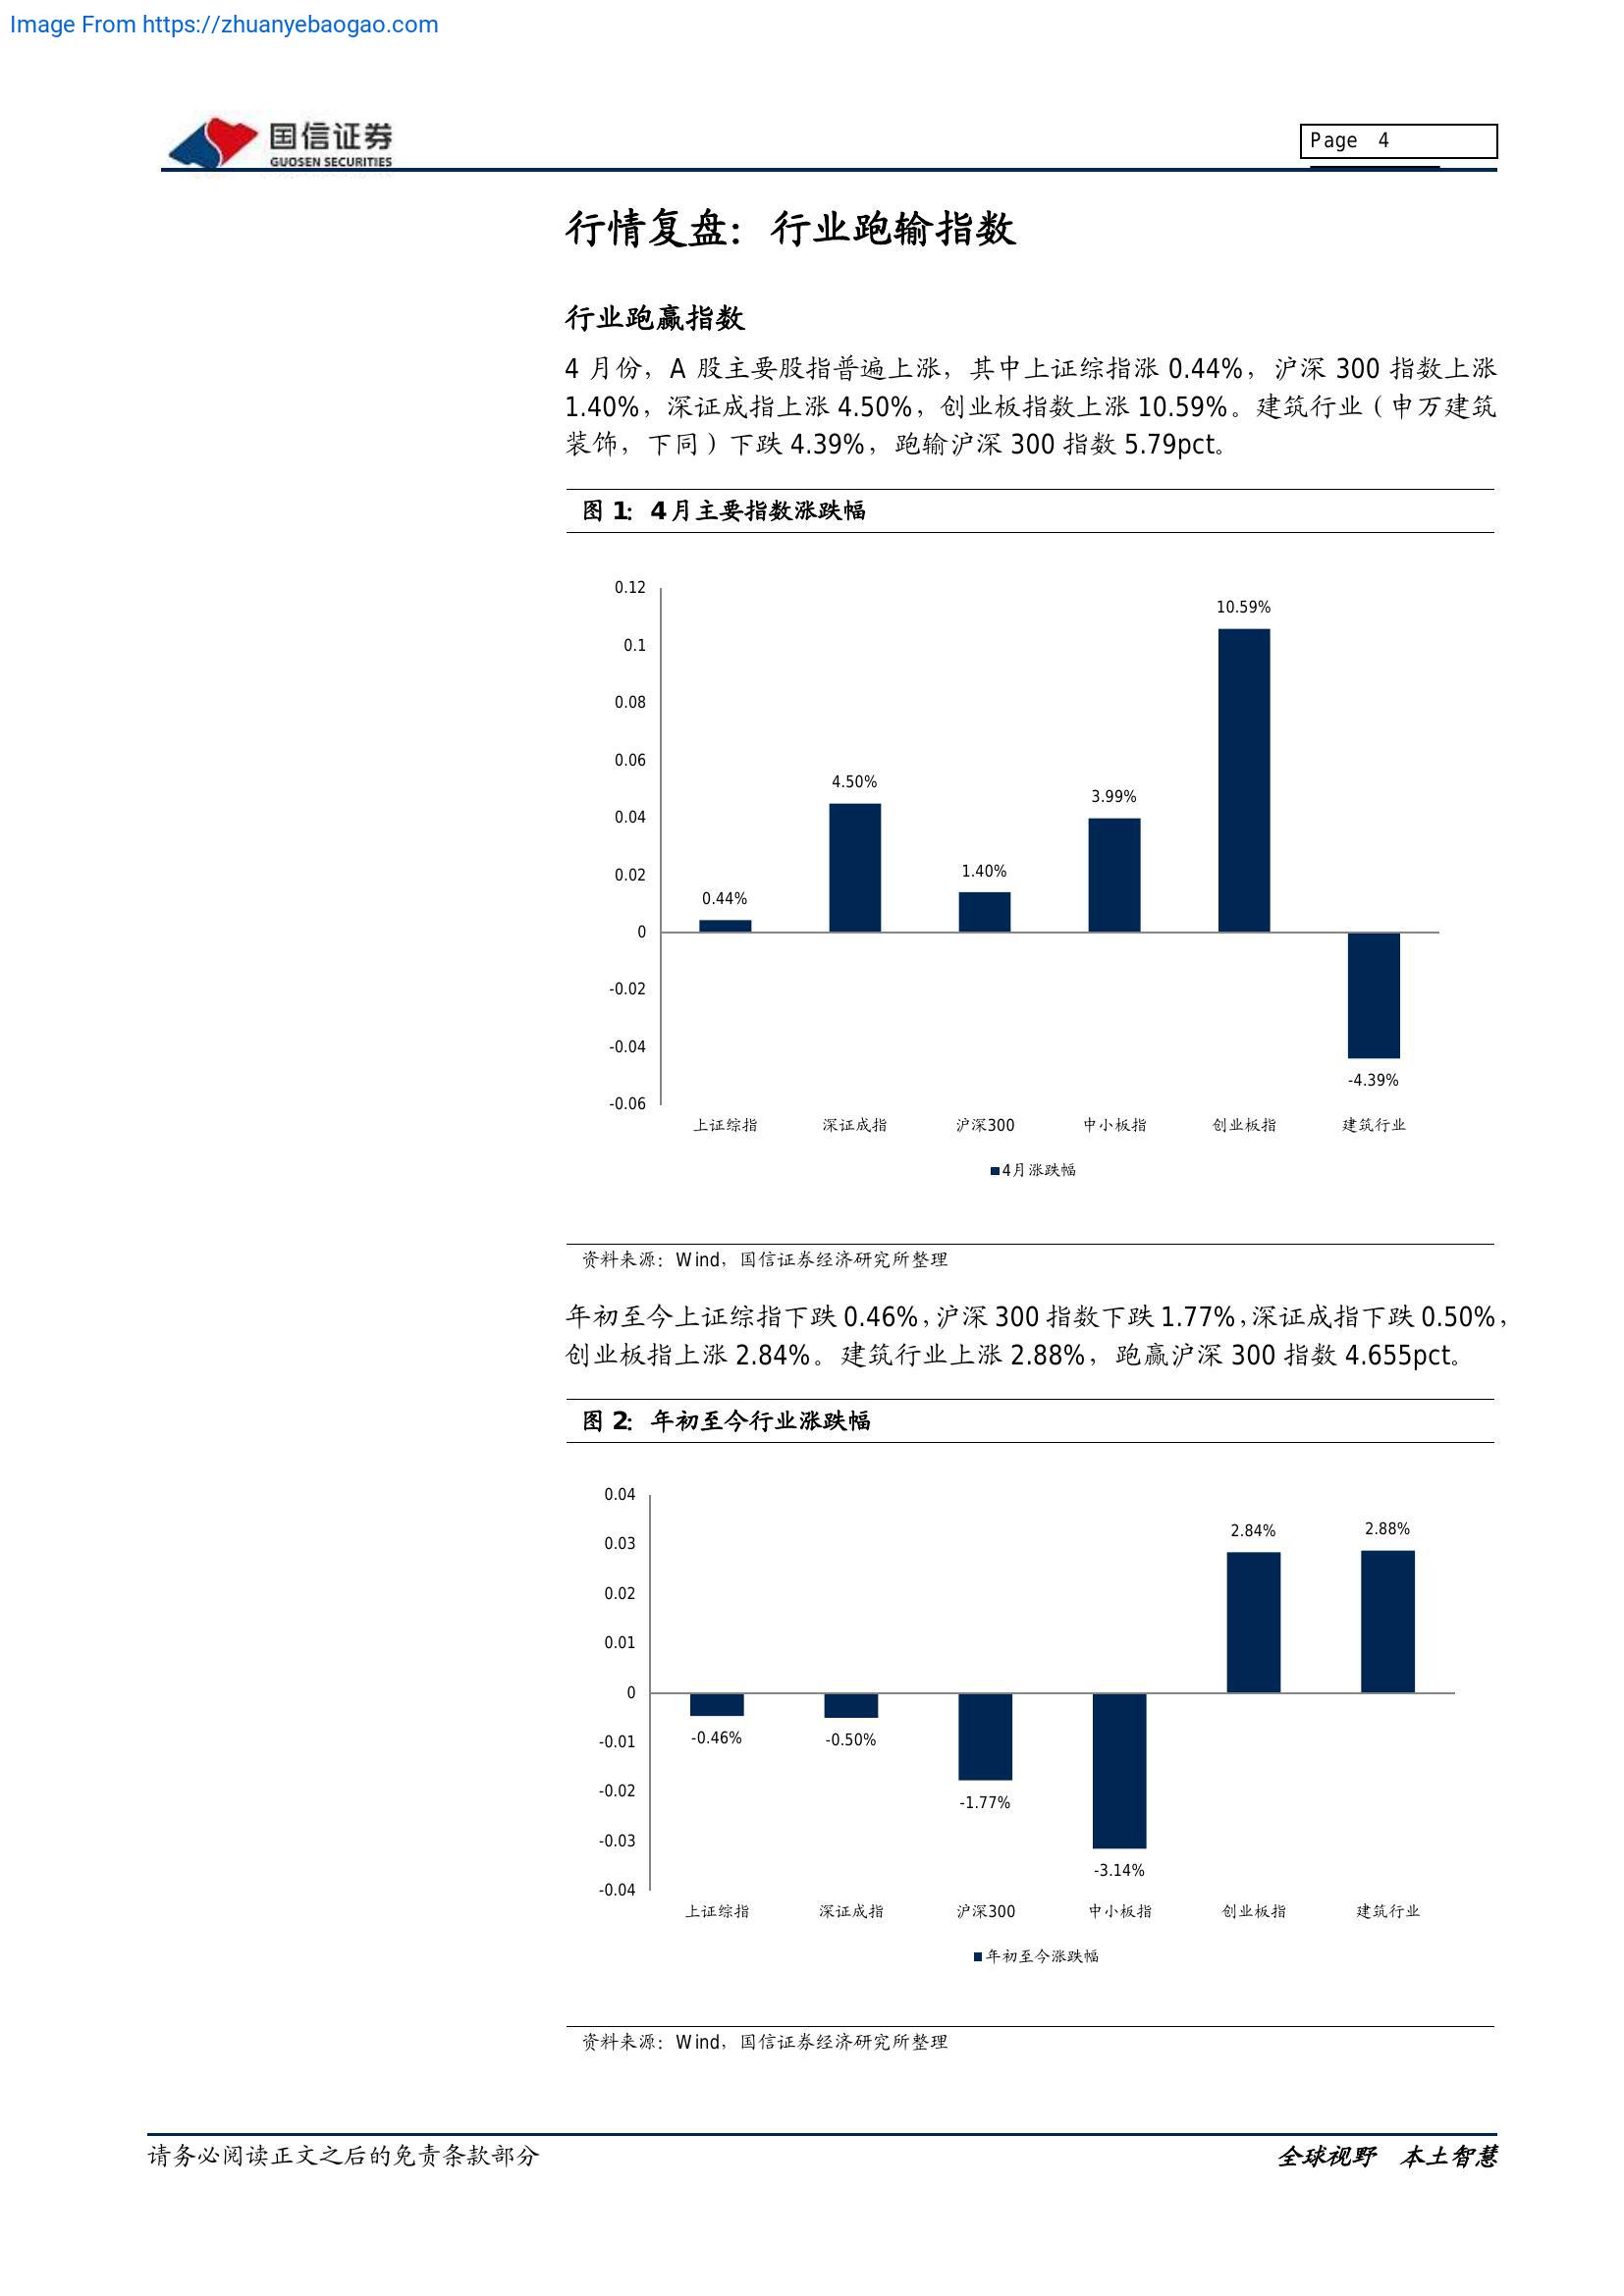 Image From https://zhuanyebaogao.com
国信证券
GUOSEN SECURITIES
Page 4
行情复盘：行业跑输指数
行业跑赢指数
4 月份，A 股主要股指普遍上涨，其中上证综指涨 0.44%，沪深 300 指数上涨
1.40%，深证成指上涨 4.50%，创业板指数上涨 10.59%。建筑行业（申万建筑
装饰，下同）下跌 4.39%，跑输沪深 300 指数 5.79pct。
图 1：4 月主要指数涨跌幅
0.12
0.1
0.08
0.06
0.04
0.02
0
-0.02
-0.04
-0.06
0.44%
4.50%
1.40%
3.99%
10.59%
-4.39%
上证综指 深证成指 沪深300 中小板指 创业板指 建筑行业
4月涨跌幅
资料来源：Wind，国信证券经济研究所整理
年初至今上证综指下跌 0.46%，沪深 300 指数下跌 1.77%，深证成指下跌 0.50%，
创业板指上涨 2.84%。建筑行业上涨 2.88%，跑赢沪深 300 指数 4.655pct。
图 2：年初至今行业涨跌幅
0.04
0.03
0.02
0.01
0
-0.01
-0.02
-0.03
-0.04
-0.46%
-0.50%
-1.77%
-3.14%
2.84%
2.88%
上证综指 深证成指 沪深300 中小板指 创业板指 建筑行业
年初至今涨跌幅
资料来源：Wind，国信证券经济研究所整理
请务必阅读正文之后的免责条款部分
全球视野 本土智慧